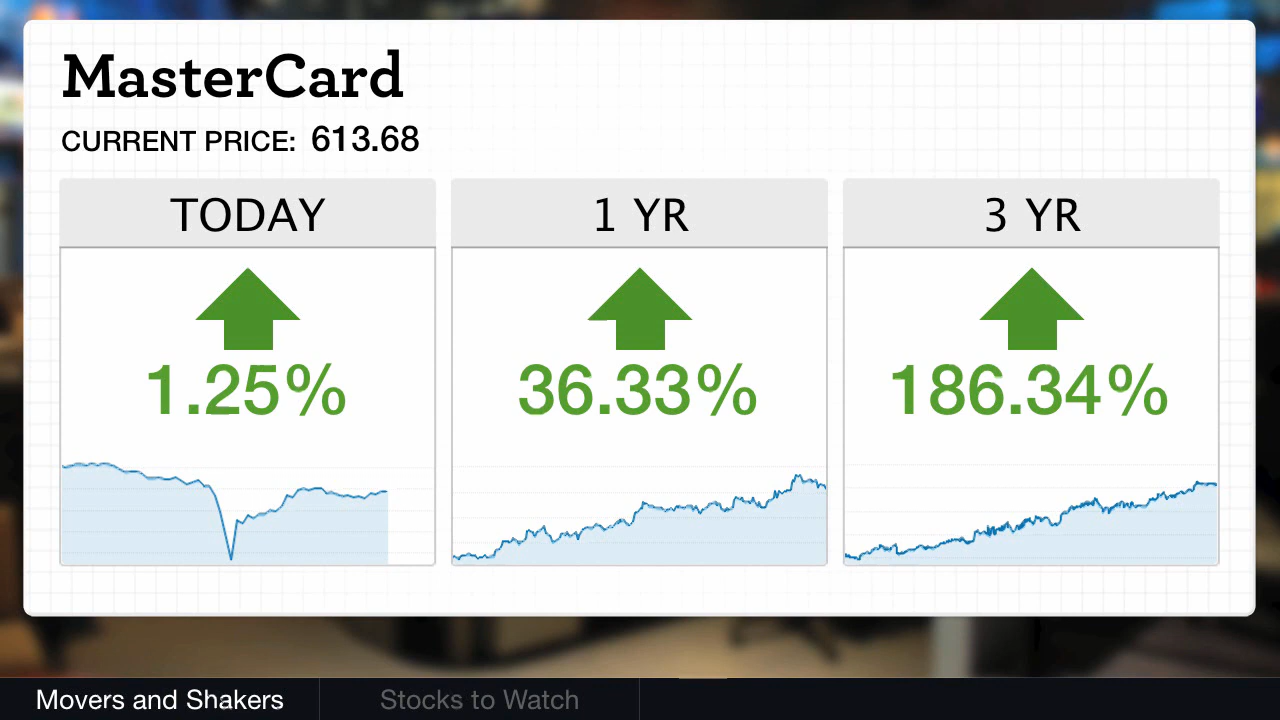 MasterCard
CURRENT PRICE: 613.68
TODAY
1 YR
3 YR
1.25%
36.33%
186.34%
Movers and Shakers
Stocks to Watch